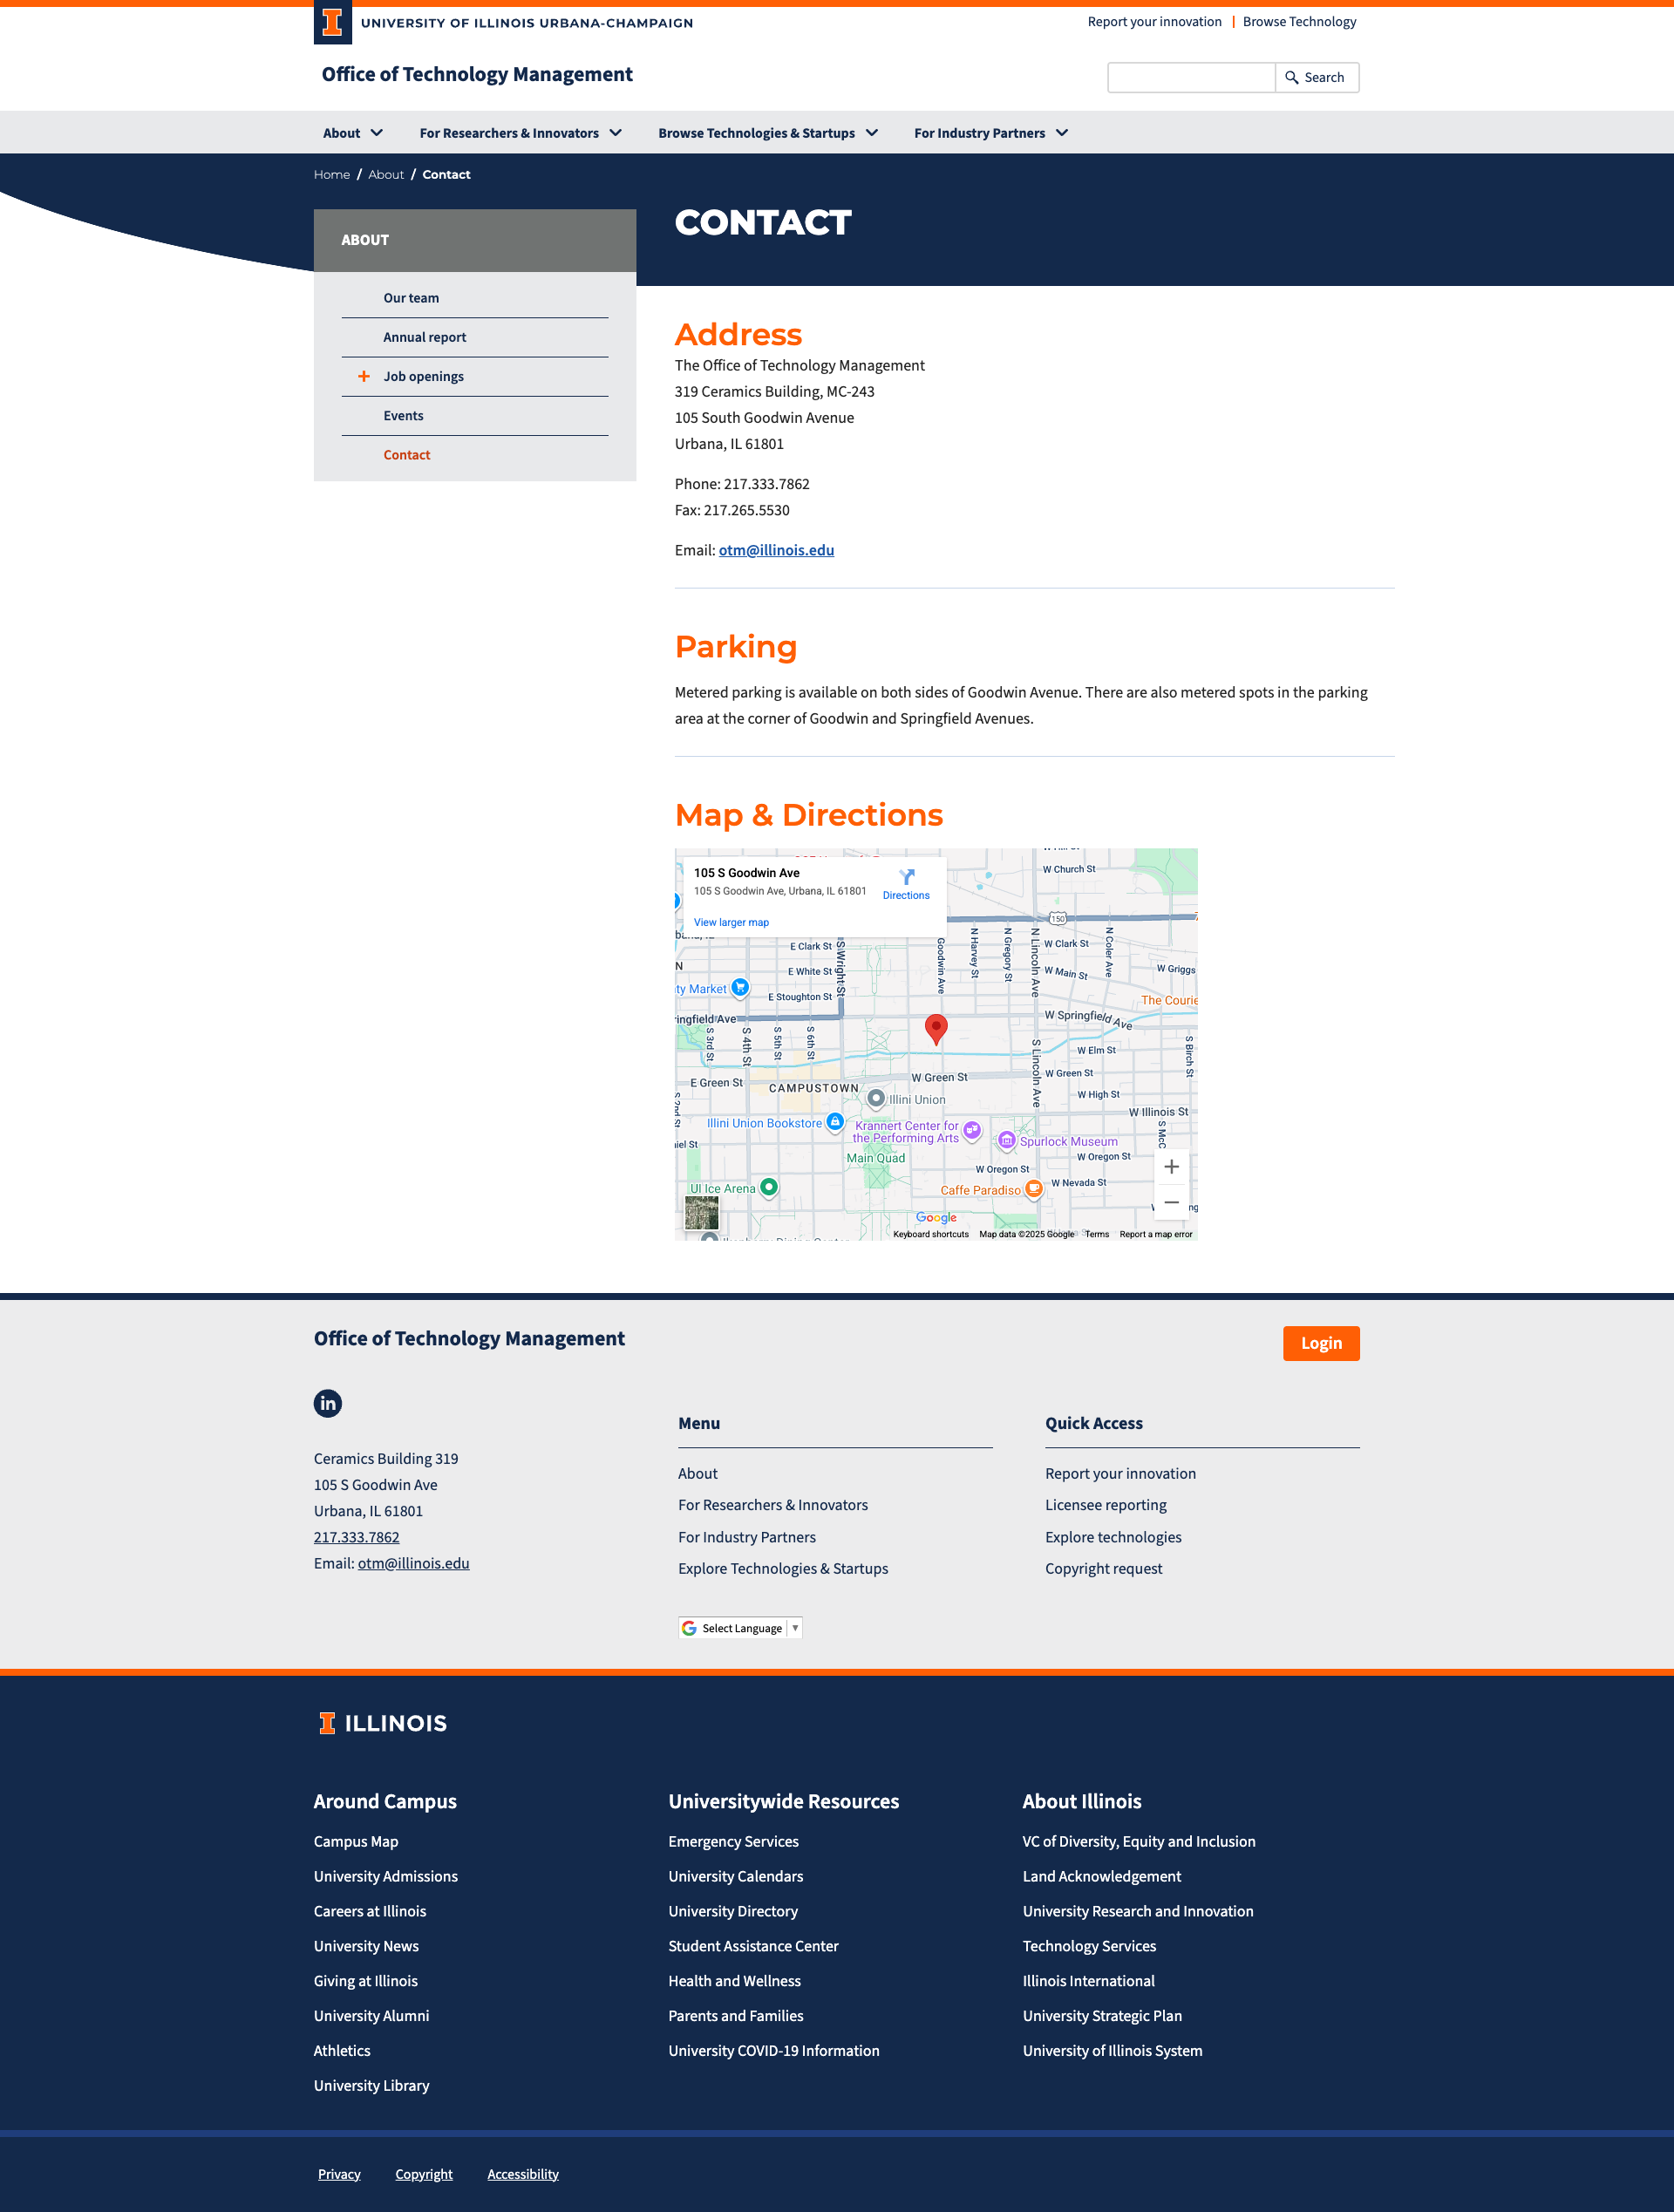 UNIVERSITY OF ILLINOIS URBANA-CHAMPAIGN
Report your innovation
Browse Technology
Office of Technology Management
Search
About
For Researchers & Innovators
Browse Technologies & Startups
For Industry Partners
Home / About / Contact
CONTACT
ABOUT
Our team
Annual report
Job openings
Events
Contact
Address
The Office of Technology Management
319 Ceramics Building, MC-243
105 South Goodwin Avenue
Urbana, IL 61801
Phone: 217.333.7862
Fax: 217.265.5530
Email: otm@illinois.edu
Parking
Metered parking is available on both sides of Goodwin Avenue. There are also metered spots in the parking
area at the corner of Goodwin and Springfield Avenues.
Map & Directions
105 S Goodwin Ave
105 S Goodwin Ave, Urbana, IL 61801
Directions
View larger map
W Church St
150
E Clark St
S Wright St
Goodwin Ave
N Harvey St
N Gregory St
N Lincoln Ave
W Clark St
N Coler Ave
E White St
W Main St
W Griggs
Market
E Stoughton St
The Courie
W Springfield Ave
S 3rd St
S 4th St
S 5th St
S 6th St
S Lincoln Ave
W Elm St
S Birch St
E Green St
CAMPUSTOWN
W Green St
W Green St
Illini Union
W High St
W Illinois St
Illini Union Bookstore
Krannert Center for
the Performing Arts
Spurlock Museum
S McC
Main Quad
W Oregon St
W Oregon St
UI Ice Arena
Caffe Paradiso
W Nevada St
Google
Keyboard shortcuts
Map data ©2025 Google
Terms
Report a map error
Office of Technology Management
Login
in
Ceramics Building 319
105 S Goodwin Ave
Urbana, IL 61801
217.333.7862
Email: otm@illinois.edu
Menu
About
For Researchers & Innovators
For Industry Partners
Explore Technologies & Startups
Quick Access
Report your innovation
Licensee reporting
Explore technologies
Copyright request
Select Language
ILLINOIS
Around Campus
Campus Map
University Admissions
Careers at Illinois
University News
Giving at Illinois
University Alumni
Athletics
University Library
Universitywide Resources
Emergency Services
University Calendars
University Directory
Student Assistance Center
Health and Wellness
Parents and Families
University COVID-19 Information
About Illinois
VC of Diversity, Equity and Inclusion
Land Acknowledgement
University Research and Innovation
Technology Services
Illinois International
University Strategic Plan
University of Illinois System
Privacy
Copyright
Accessibility